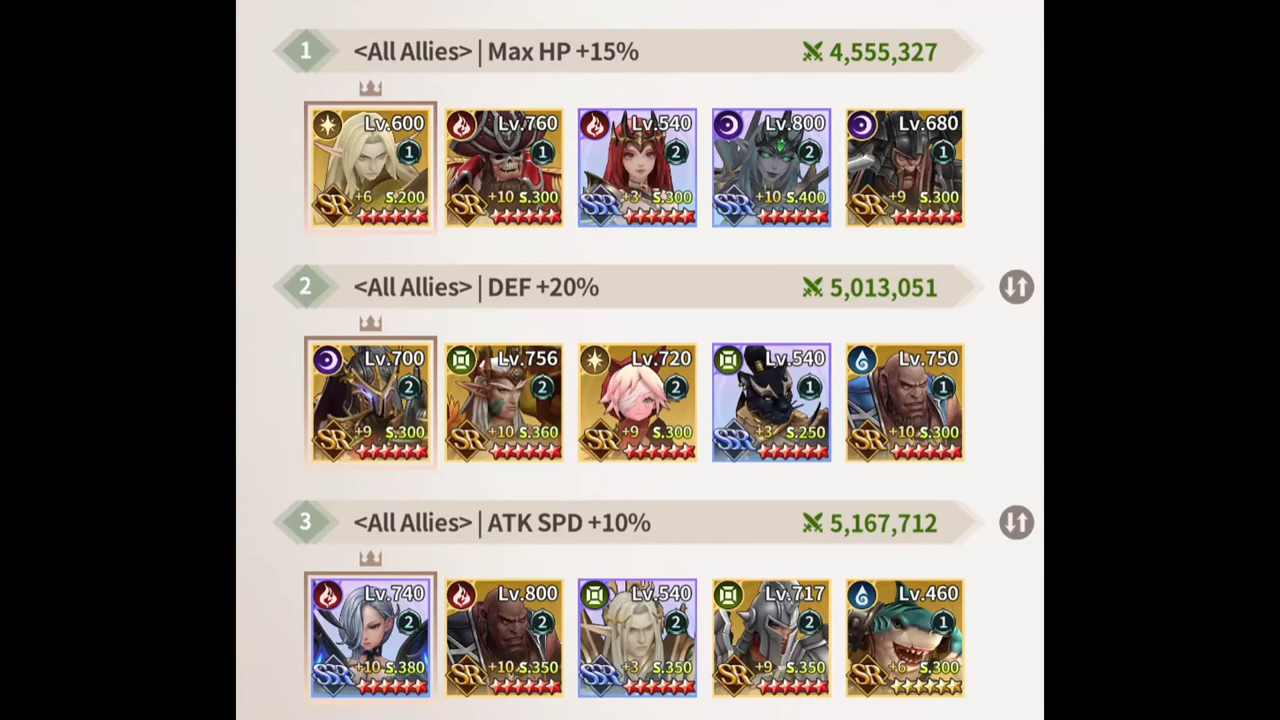 1 <All Allies> | Max HP +15% 4,555,327
Lv.600 Lv.760 Lv.540 Lv.800 Lv.680
1 1 2 2 1
SR +6 S.200 SR +10 S.300 SSR +3 S.300 SSR +10 S.400 SR +9 S.300
2 <All Allies> | DEF +20% 5,013,051
Lv.700 Lv.756 Lv.720 Lv.540 Lv.750
2 2 2 1 1
SR +9 S.300 SR +10 S.360 SR +9 S.300 SSR +3 S.250 SR +10 S.300
3 <All Allies> | ATK SPD +10% 5,167,712
Lv.740 Lv.800 Lv.540 Lv.717 Lv.460
2 2 2 2 1
SSR +10 S.380 SR +10 S.350 SSR +3 S.350 SR +9 S.350 SR +6 S.300